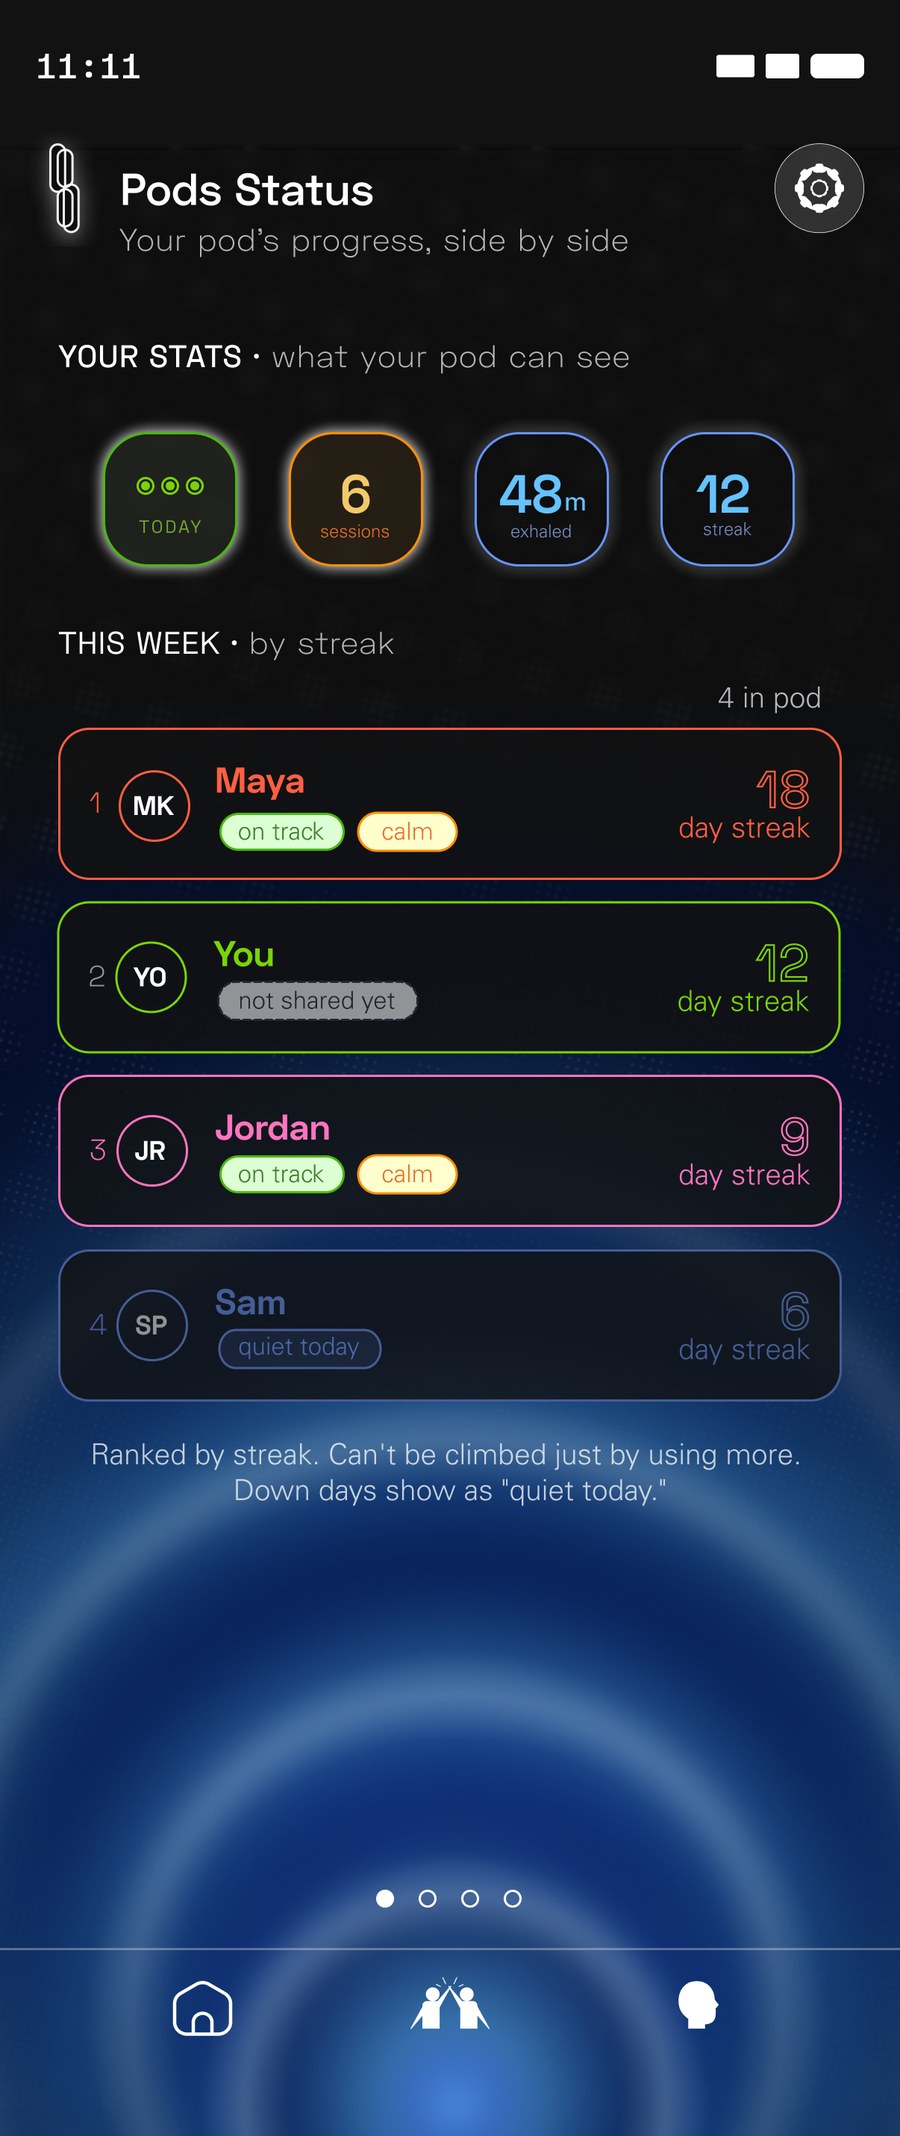 11:11
Pods Status
Your pod's progress, side by side
YOUR STATS · what your pod can see
TODAY
6
sessions
48m
exhaled
12
streak
THIS WEEK · by streak
4 in pod
1 MK Maya
on track calm
18
day streak
2 YO You
not shared yet
12
day streak
3 JR Jordan
on track calm
9
day streak
4 SP Sam
quiet today
6
day streak
Ranked by streak. Can't be climbed just by using more.
Down days show as "quiet today."